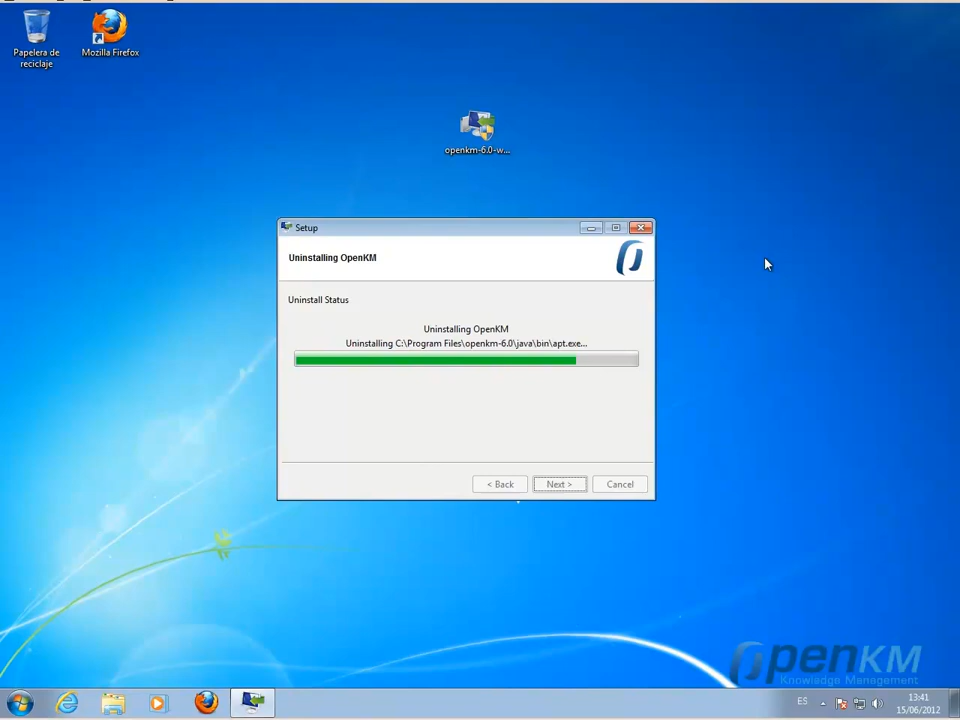 Papelera de
reciclaje
Mozilla Firefox
openkm-6.0-w...
Setup
Uninstalling OpenKM
Uninstall Status
Uninstalling OpenKM
Uninstalling C:\Program Files\openkm-6.0\java\bin\apt.exe...
< Back
Next >
Cancel
OpenKM
Knowledge Management
ES
13:41
15/06/2012